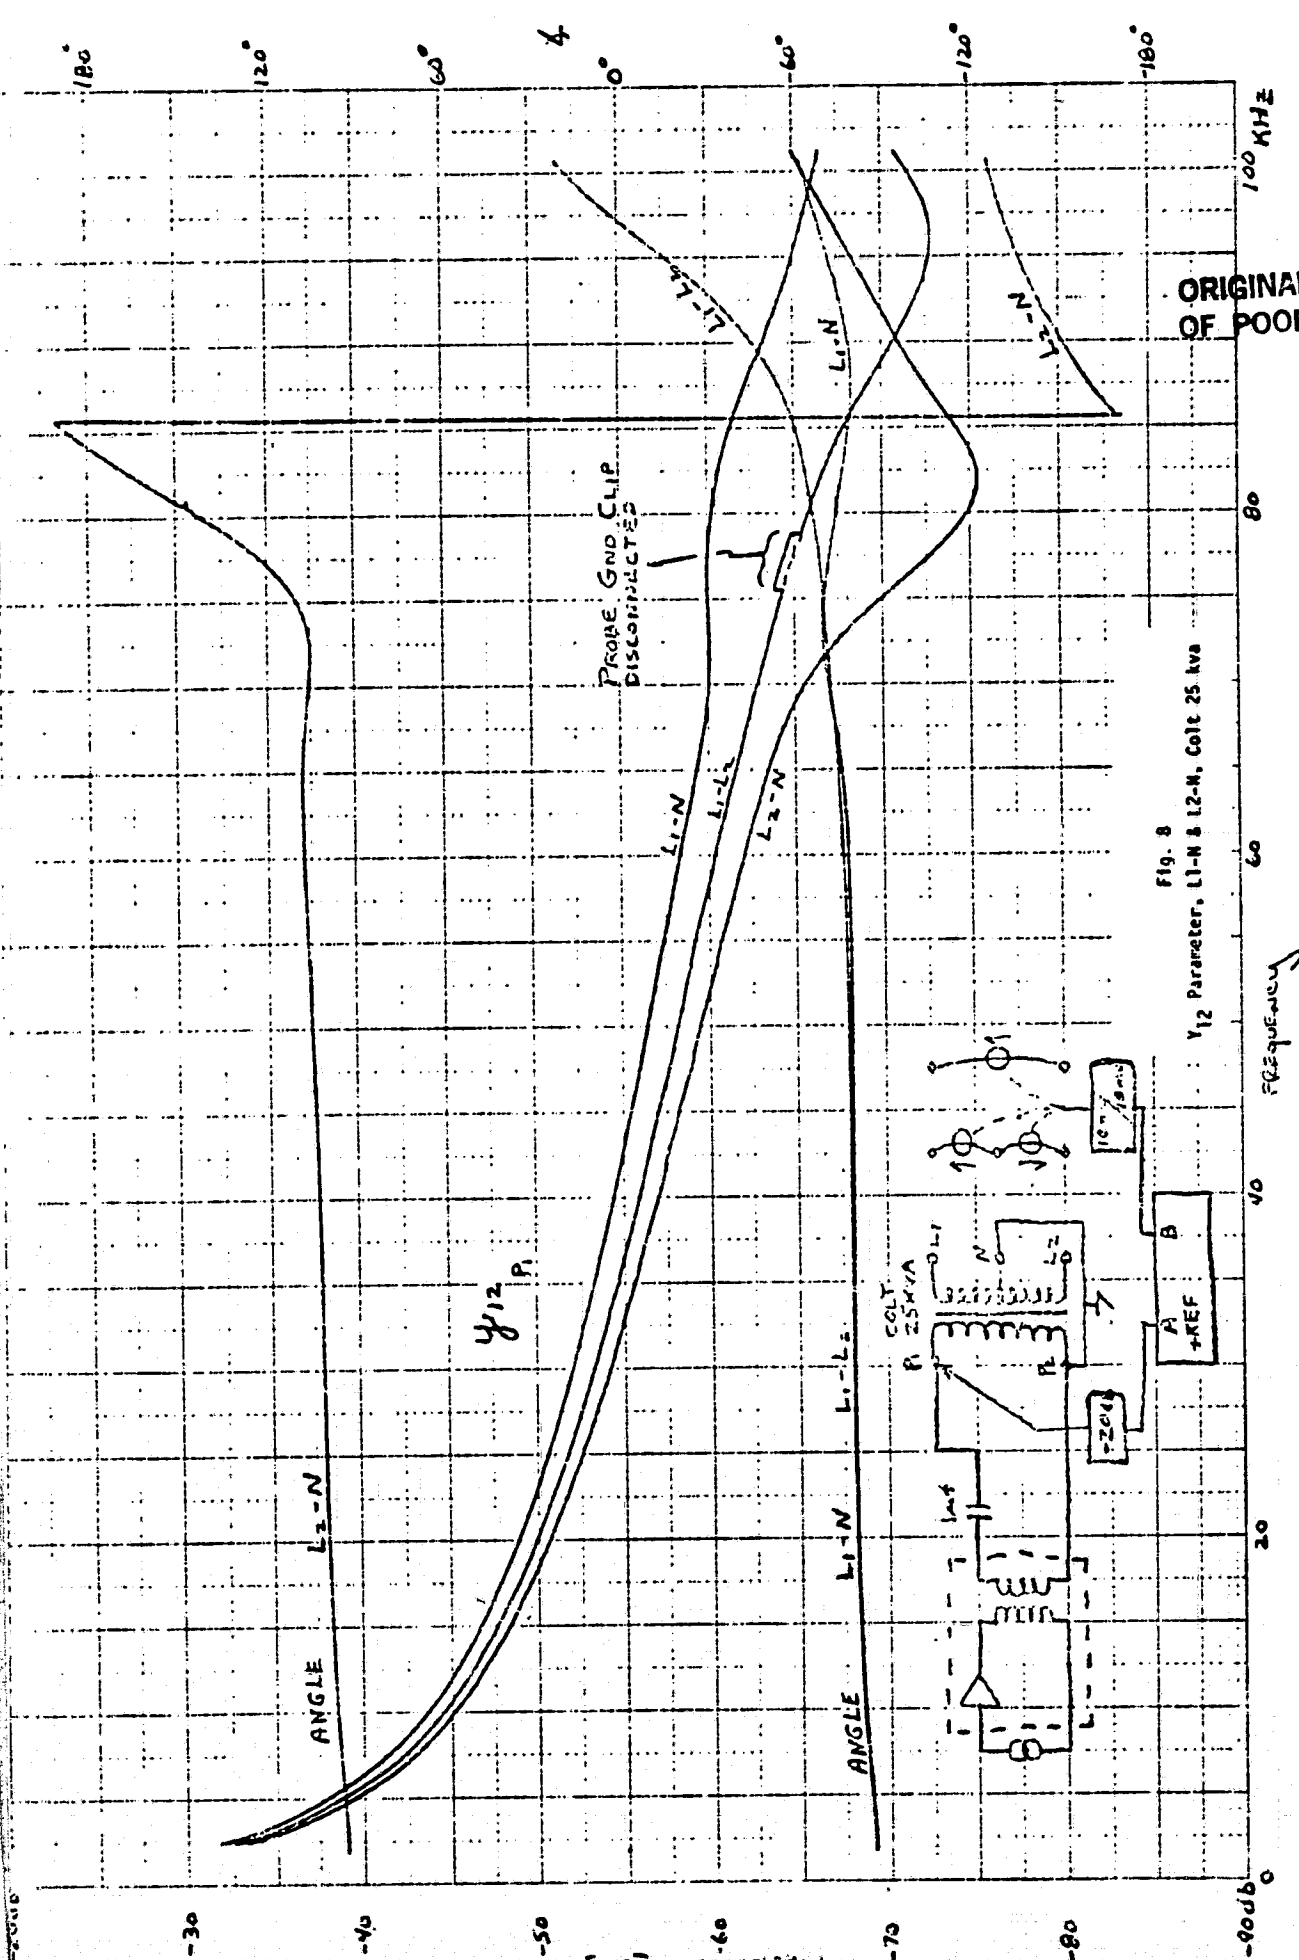 180°
120°
60°
∡
0°
-60°
-120°
-180°
100 KHz
80
60
40
20
0
FREQUENCY
-30
-40
-50
-60
-70
-80
-90db
ORIGINAL
L1-L2
L1-N
L2-N
PROBE GND CLIP
DISCONNECTED
L1-N
L1-L2
L2-N
Y12 P1
ANGLE L2-N
ANGLE L1-N L1-L2
COLT
25KVA
P1
P2
L1
N
L2
1mf
-20db
A
B
+REF
Fig. 8
Y12 Parameter, L1-N & L2-N, Colt 25 kva